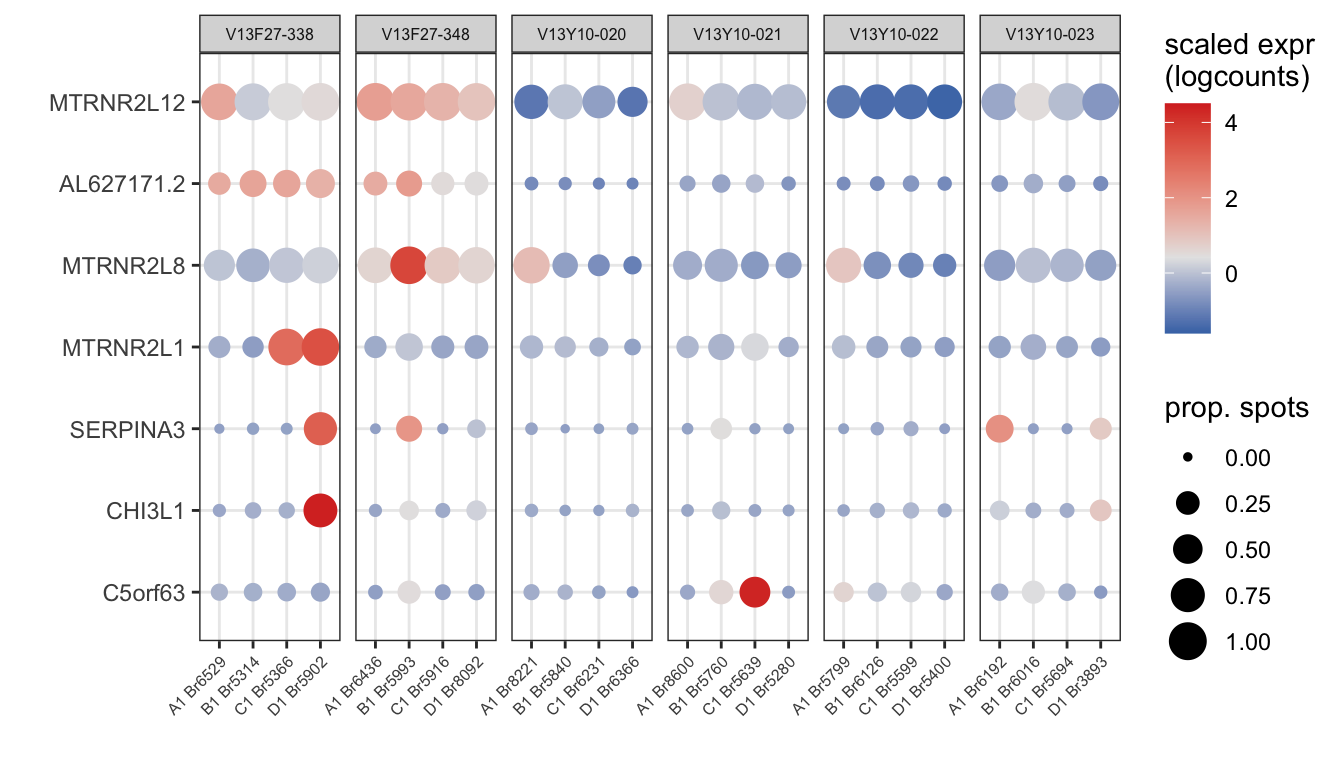 V13F27-338 V13F27-348 V13Y10-020 V13Y10-021 V13Y10-022 V13Y10-023
MTRNR2L12
AL627171.2
MTRNR2L8
MTRNR2L1
SERPINA3
CHI3L1
C5orf63
A1 Br6529
B1 Br5314
C1 Br5366
D1 Br5902
A1 Br6436
B1 Br5993
C1 Br5916
D1 Br8092
A1 Br8221
B1 Br5840
C1 Br6231
D1 Br6366
A1 Br8600
B1 Br5760
C1 Br5639
D1 Br5280
A1 Br5799
B1 Br6126
C1 Br5599
D1 Br5400
A1 Br6192
B1 Br6016
C1 Br5694
D1 Br3893
scaled expr
(logcounts)
4
2
0
prop. spots
0.00
0.25
0.50
0.75
1.00